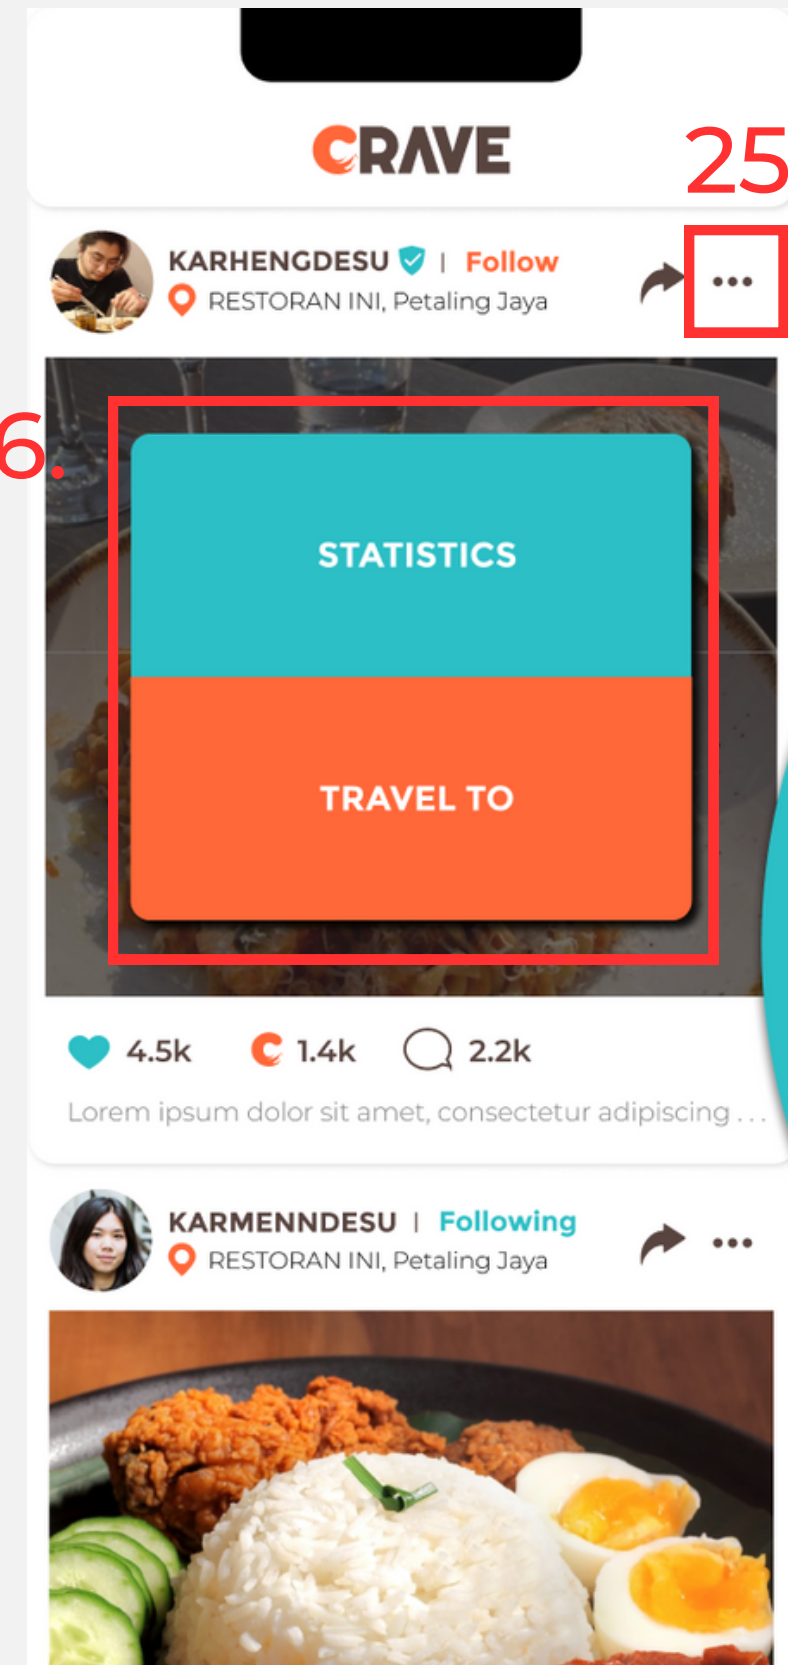 CRAVE
25
KARHENGDESU | Follow
RESTORAN INI, Petaling Jaya
6.
STATISTICS
TRAVEL TO
4.5k 1.4k 2.2k
Lorem ipsum dolor sit amet, consectetur adipiscing ...
KARMENNDESU | Following
RESTORAN INI, Petaling Jaya